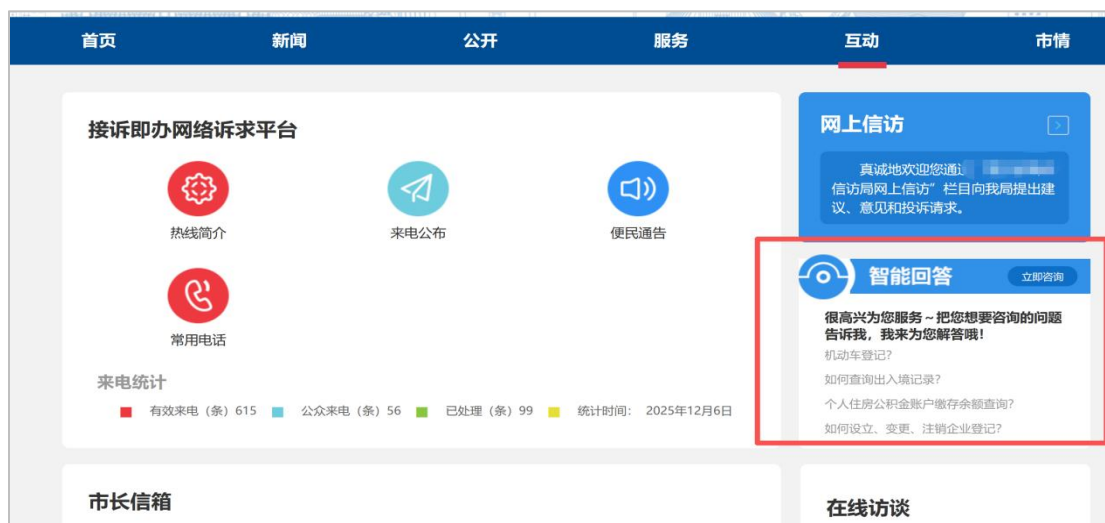 首页 新闻 公开 服务 互动 市情
接诉即办网络诉求平台
热线简介 来电公布 便民通告
常用电话
来电统计
有效来电（条）615 公众来电（条）56 已处理（条）99 统计时间： 2025年12月6日
网上信访
真诚地欢迎您通过
信访局网上信访”栏目向我局提出建
议、意见和投诉请求。
智能回答 立即咨询
很高兴为您服务～把您想要咨询的问题
告诉我，我来为您解答哦！
机动车登记？
如何查询出入境记录？
个人住房公积金账户缴存余额查询？
如何设立、变更、注销企业登记？
市长信箱
在线访谈